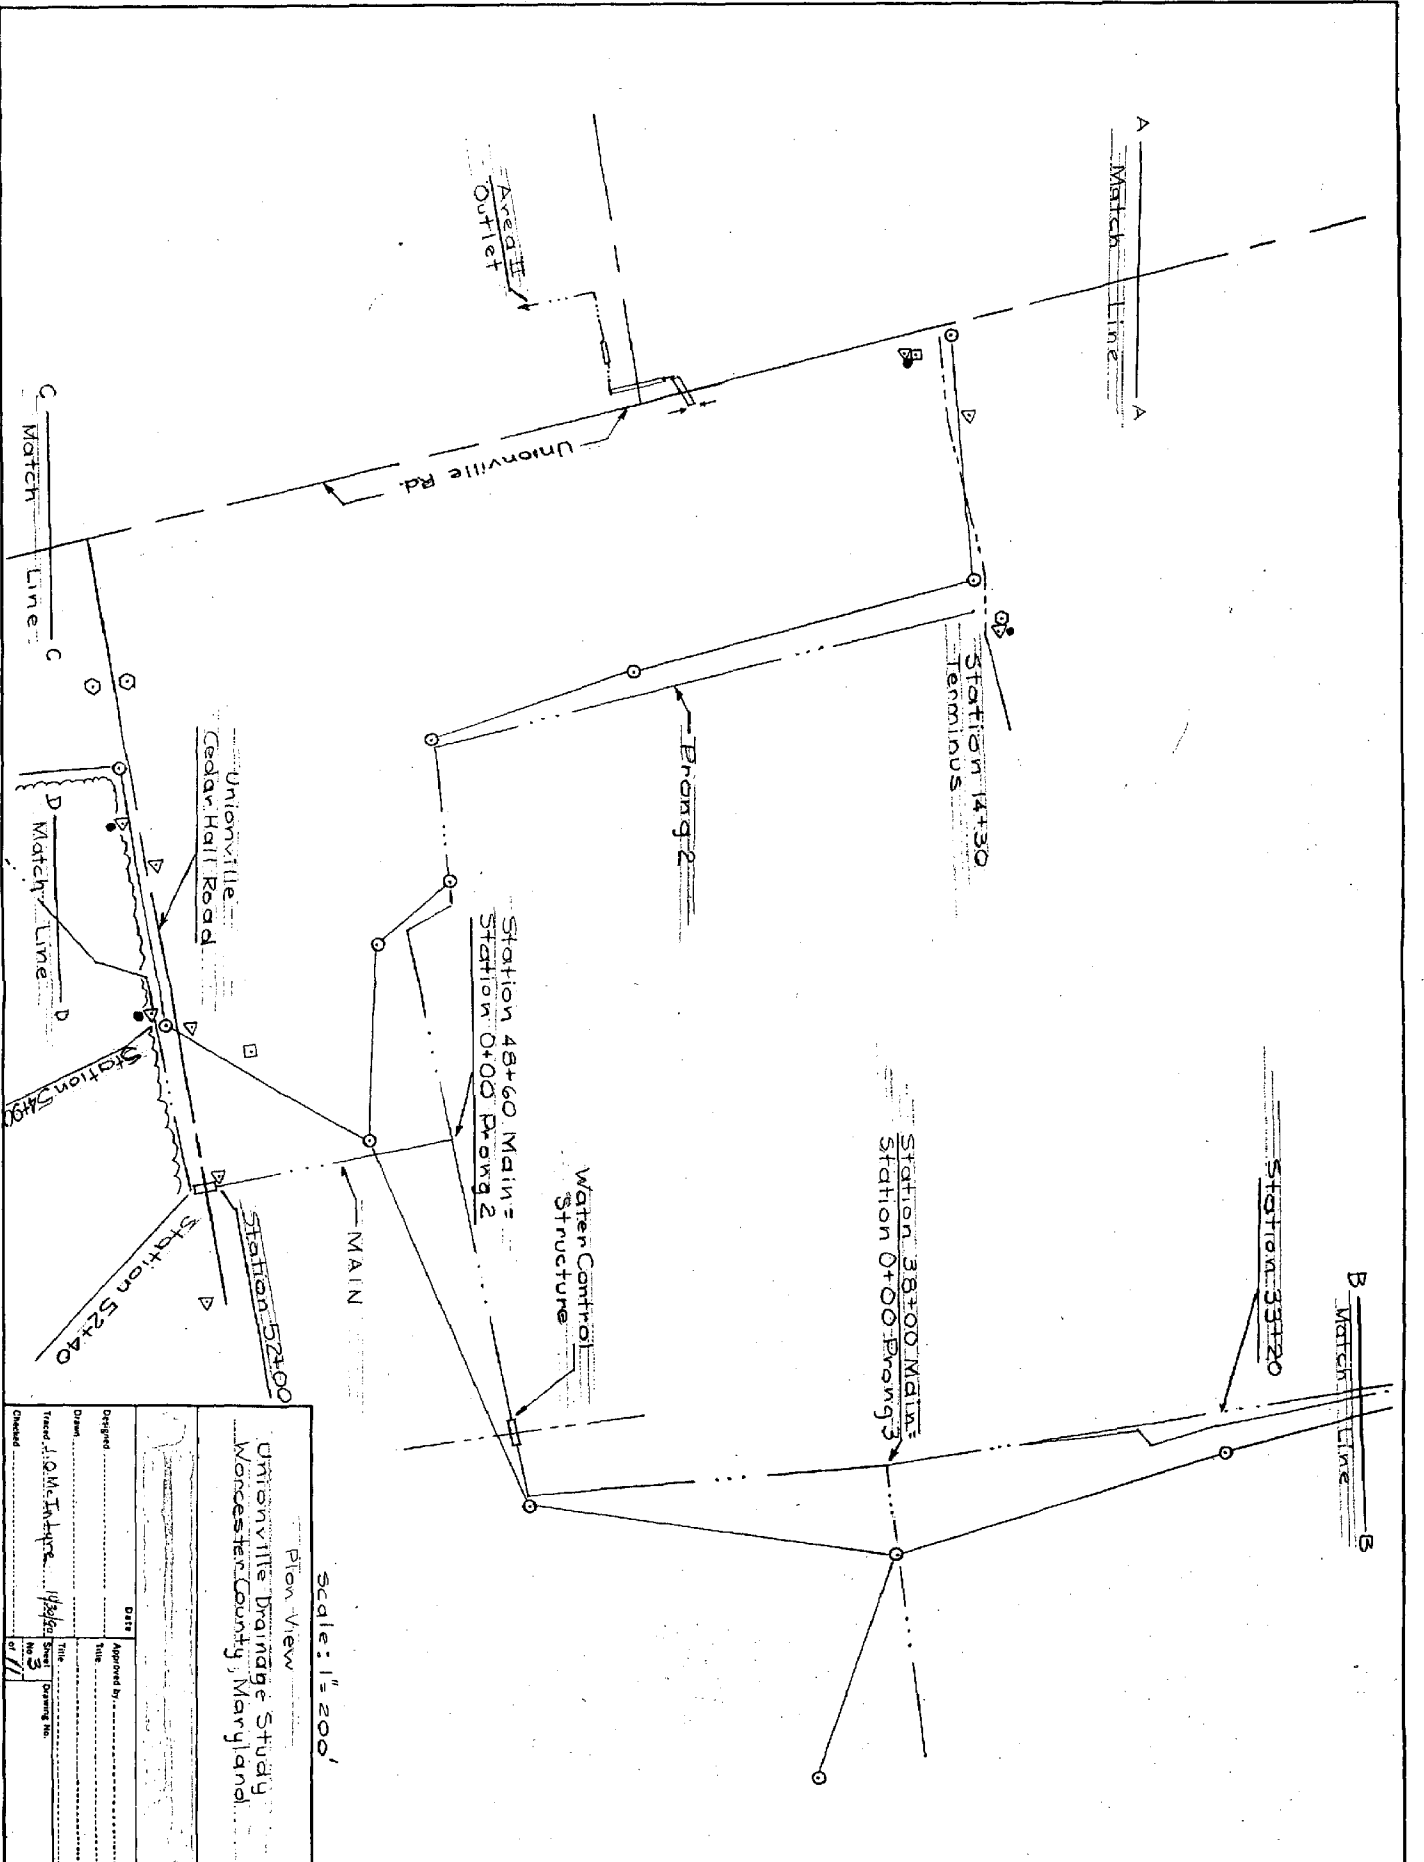 A
A
Match Line
Area II
Outlet
Unionville Rd.
C
C
Match Line
Station 14+30
Terminus
Prong 2
Unionville
Cedar Hall Road
D
D
Match Line
Station 54+90
Station 48+60 Main =
Station 0+00 Prong 2
Station 38+00 Main =
Station 0+00 Prong 3
Water Control
Structure
Station 33+20
B
B
Match Line
MAIN
Station 52+00
Station 52+40
Scale: 1" = 200'
Plan View
Unionville Drainage Study
Worcester County, Maryland
Date
Approved by
Designed
Title
Drawn
Title
Traced J.Q. McIntyre
Sheet
No 3
of 11
Drawing No.
Checked